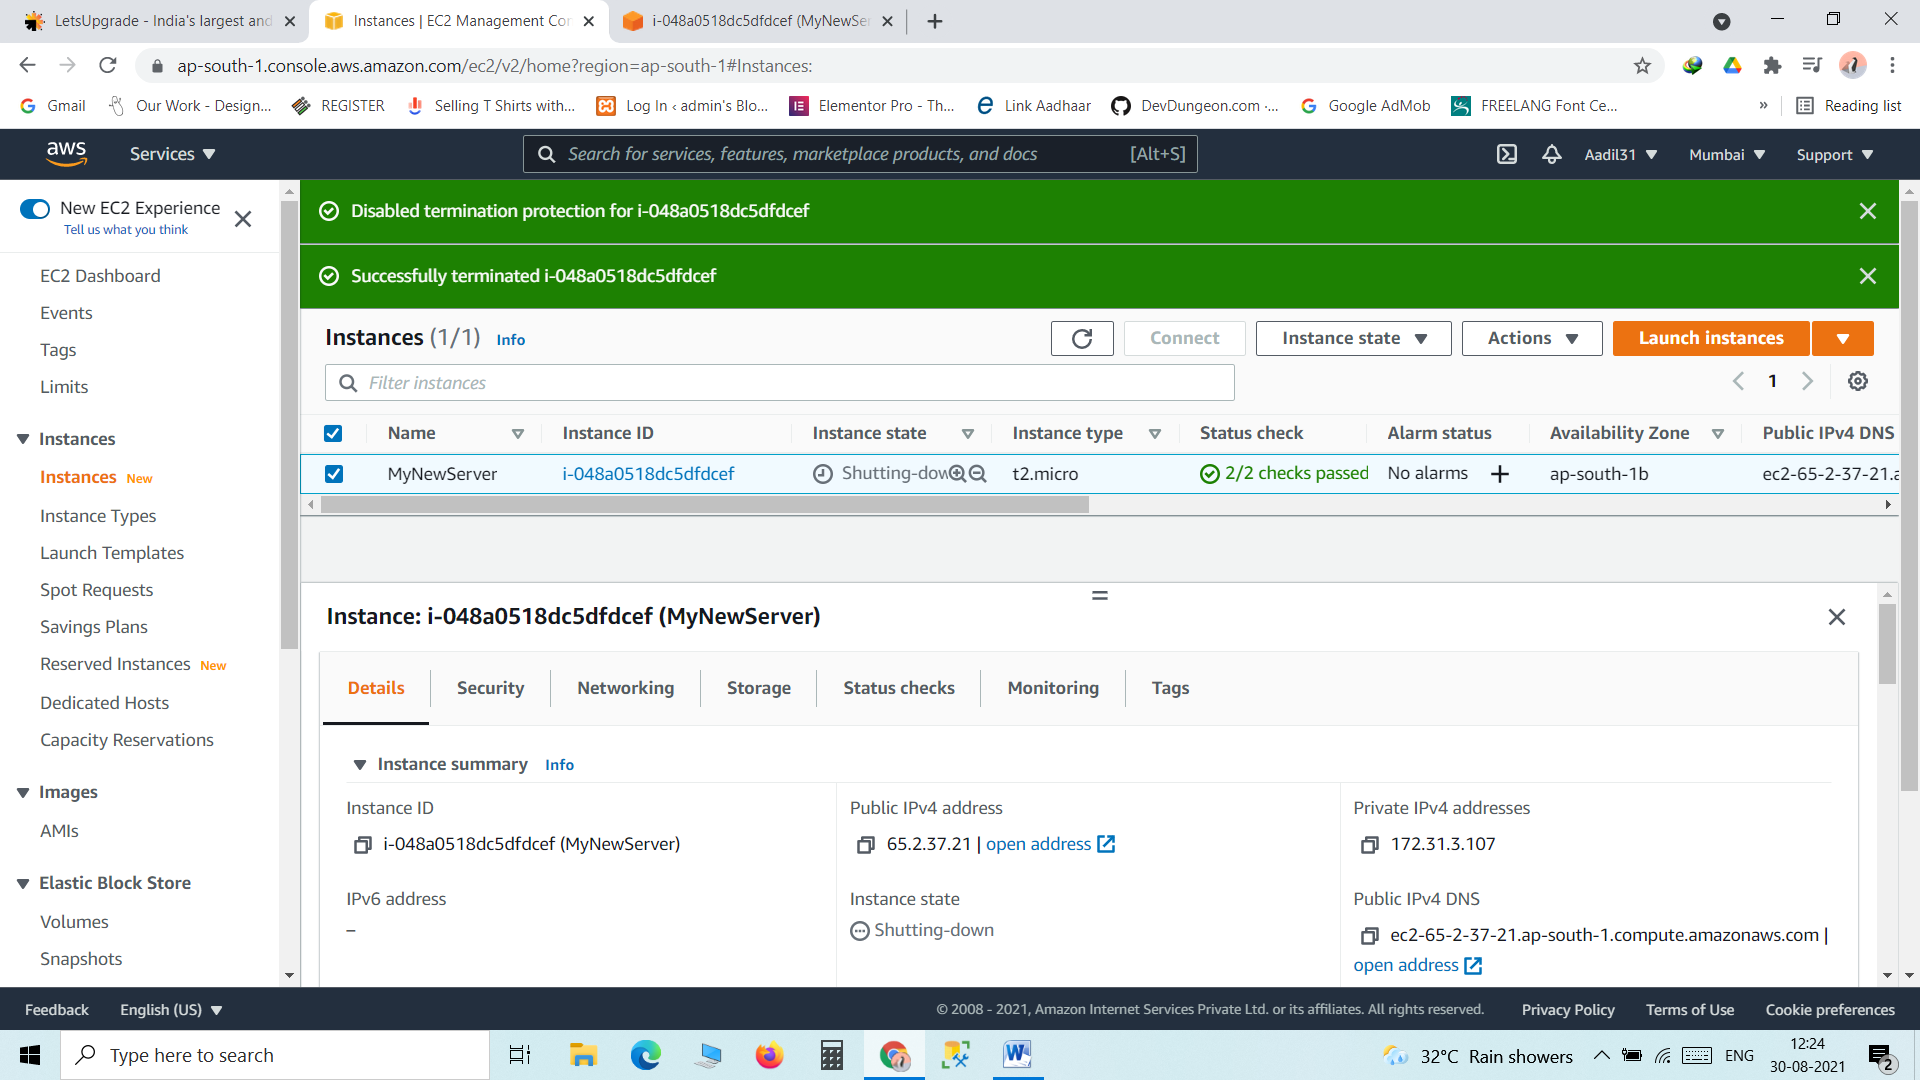 LetsUpgrade - India's largest and
Instances | EC2 Management Con
i-048a0518dc5dfdcef (MyNewSer
ap-south-1.console.aws.amazon.com/ec2/v2/home?region=ap-south-1#Instances:
Gmail
Our Work - Design...
REGISTER
Selling T Shirts with...
Log In ‹ admin's Blo...
Elementor Pro - Th...
Link Aadhaar
DevDungeon.com -...
Google AdMob
FREELANG Font Ce...
»
Reading list
aws
Services
Search for services, features, marketplace products, and docs
[Alt+S]
Aadil31
Mumbai
Support
New EC2 Experience
Tell us what you think
EC2 Dashboard
Events
Tags
Limits
Instances
Instances New
Instance Types
Launch Templates
Spot Requests
Savings Plans
Reserved Instances New
Dedicated Hosts
Capacity Reservations
Images
AMIs
Elastic Block Store
Volumes
Snapshots
Disabled termination protection for i-048a0518dc5dfdcef
Successfully terminated i-048a0518dc5dfdcef
Instances (1/1) Info
Connect
Instance state
Actions
Launch instances
Filter instances
1
Name
Instance ID
Instance state
Instance type
Status check
Alarm status
Availability Zone
Public IPv4 DNS
MyNewServer
i-048a0518dc5dfdcef
Shutting-dow
t2.micro
2/2 checks passed
No alarms
ap-south-1b
ec2-65-2-37-21.a
Instance: i-048a0518dc5dfdcef (MyNewServer)
Details
Security
Networking
Storage
Status checks
Monitoring
Tags
Instance summary Info
Instance ID
i-048a0518dc5dfdcef (MyNewServer)
Public IPv4 address
65.2.37.21 | open address
Private IPv4 addresses
172.31.3.107
IPv6 address
–
Instance state
Shutting-down
Public IPv4 DNS
ec2-65-2-37-21.ap-south-1.compute.amazonaws.com |
open address
Feedback
English (US)
© 2008 - 2021, Amazon Internet Services Private Ltd. or its affiliates. All rights reserved.
Privacy Policy
Terms of Use
Cookie preferences
Type here to search
32°C Rain showers
ENG
12:24
30-08-2021
2